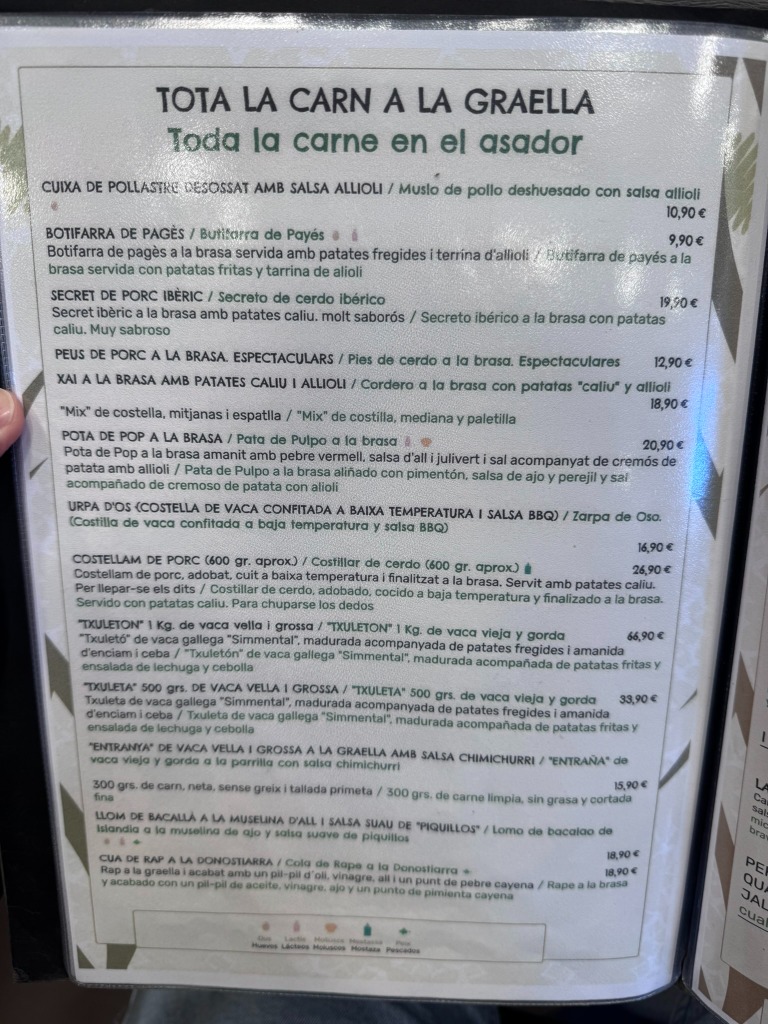 TOTA LA CARN A LA GRAELLA
Toda la carne en el asador
CUIXA DE POLLASTRE DESOSSAT AMB SALSA ALLIOLI / Muslo de pollo deshuesado con salsa allioli
10,90 €
BOTIFARRA DE PAGÈS / Butifarra de Payés
9,90 €
Botifarra de pagès a la brasa servida amb patates fregides i terrina d'allioli / Butifarra de payés a la
brasa servida con patatas fritas y tarrina de alioli
SECRET DE PORC IBÈRIC / Secreto de cerdo ibérico
19,90 €
Secret ibèric a la brasa amb patates caliu. molt saborós / Secreto ibérico a la brasa con patatas
caliu. Muy sabroso
PEUS DE PORC A LA BRASA. ESPECTACULARS / Pies de cerdo a la brasa. Espectaculares 12,90 €
XAI A LA BRASA AMB PATATES CALIU I ALLIOLI / Cordero a la brasa con patatas "caliu" y allioli
18,90 €
"Mix" de costella, mitjanas i espatlla / "Mix" de costilla, mediana y paletilla
POTA DE POP A LA BRASA / Pata de Pulpo a la brasa 20,90 €
Pota de Pop a la brasa amanit amb pebre vermell, salsa d'all i julivert i sal acompanyat de cremós de
patata amb allioli / Pata de Pulpo a la brasa aliñado con pimentón, salsa de ajo y perejil y sal
acompañado de cremoso de patata con alioli
URPA D'OS (COSTELLA DE VACA CONFITADA A BAIXA TEMPERATURA I SALSA BBQ) / Zarpa de Oso.
(Costilla de vaca confitada a baja temperatura y salsa BBQ)
16,90 €
COSTELLAM DE PORC (600 gr. aprox.) / Costillar de cerdo (600 gr. aprox.) 26,90 €
Costellam de porc, adobat, cuit a baixa temperatura i finalitzat a la brasa. Servit amb patates caliu.
Per llepar-se els dits / Costillar de cerdo, adobado, cocido a baja temperatura y finalizado a la brasa.
Servido con patatas caliu. Para chuparse los dedos
"TXULETON" 1 Kg. de vaca vella i grossa / "TXULETON" 1 Kg. de vaca vieja y gorda 66,90 €
"Txuletó" de vaca gallega "Simmental", madurada acompanyada de patates fregides i amanida
d'enciam i ceba / "Txuletón" de vaca gallega "Simmental", madurada acompañada de patatas fritas y
ensalada de lechuga y cebolla
"TXULETA" 500 grs. DE VACA VELLA I GROSSA / "TXULETA" 500 grs. de vaca vieja y gorda 33,90 €
Txuleta de vaca gallega "Simmental", madurada acompanyada de patates fregides i amanida
d'enciam i ceba / Txuleta de vaca gallega "Simmental", madurada acompañada de patatas fritas y
ensalada de lechuga y cebolla
"ENTRANYA" DE VACA VELLA I GROSSA A LA GRAELLA AMB SALSA CHIMICHURRI / "ENTRAÑA" de
vaca vieja y gorda a la parrilla con salsa chimichurri
15,90 €
300 grs. de carn, neta, sense greix i tallada primeta / 300 grs. de carne limpia, sin grasa y cortada
fina
LLOM DE BACALLÀ A LA MUSELINA D'ALL I SALSA SUAU DE "PIQUILLOS" / Lomo de bacalao de
Islandia a la muselina de ajo y salsa suave de piquillos
18,90 €
CUA DE RAP A LA DONOSTIARRA / Cola de Rape a la Donostiarra 18,90 €
Rap a la graella i acabat amb un pil-pil d'oli, vinagre, all i un punt de pebre cayena / Rape a la brasa
y acabado con un pil-pil de aceite, vinagre, ajo y un punto de pimienta cayena
Huevos Lácteos Moluscos Mostaza Pescados